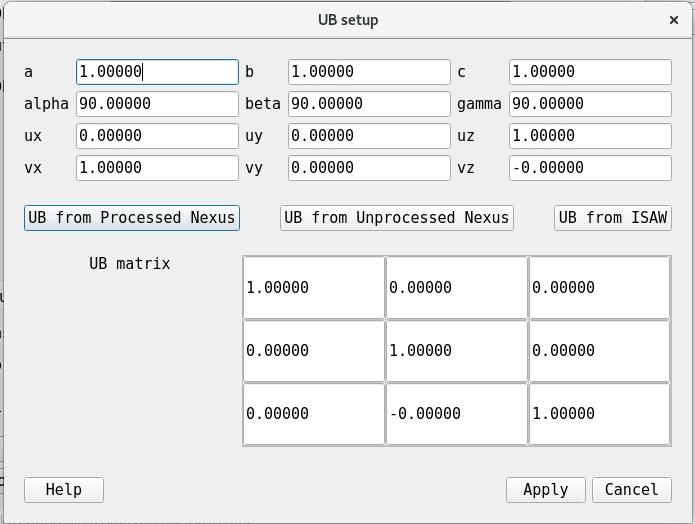 UB setup ×
a 1.00000 b 1.00000 c 1.00000
alpha 90.00000 beta 90.00000 gamma 90.00000
ux 0.00000 uy 0.00000 uz 1.00000
vx 1.00000 vy 0.00000 vz -0.00000
UB from Processed Nexus UB from Unprocessed Nexus UB from ISAW
UB matrix
1.00000 0.00000 0.00000
0.00000 1.00000 0.00000
0.00000 -0.00000 1.00000
Help Apply Cancel